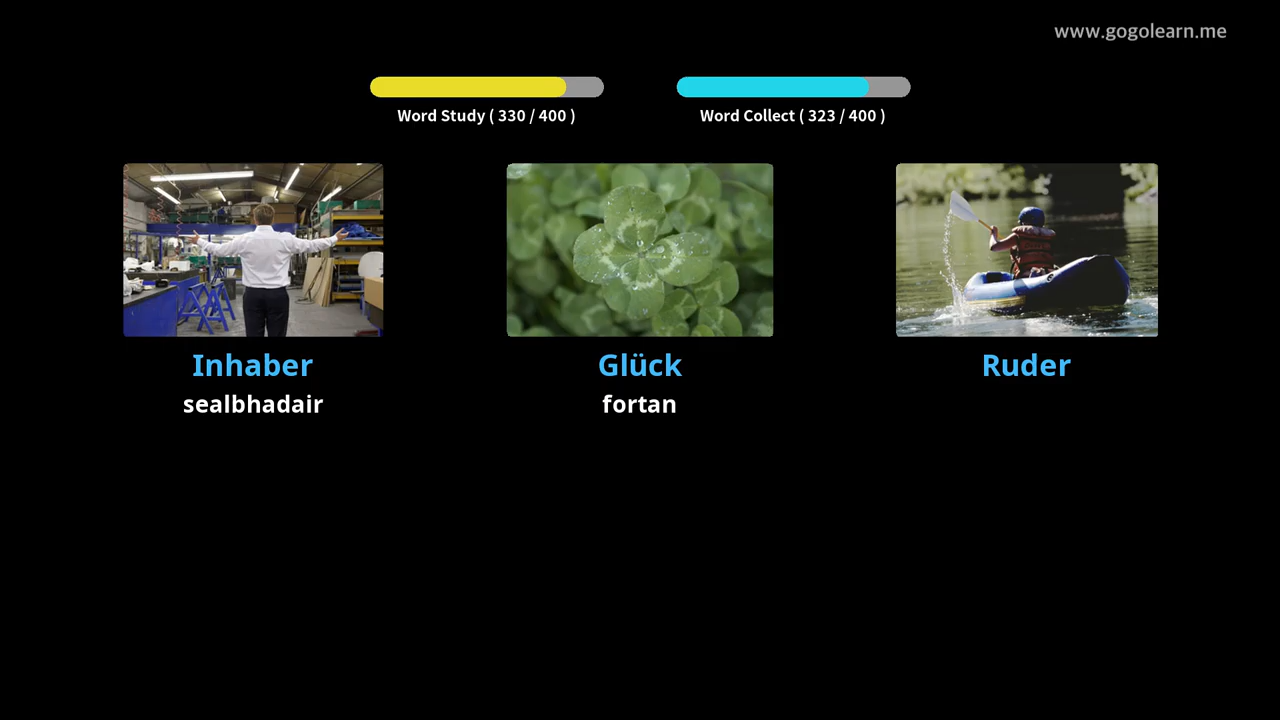 www.gogolearn.me
Word Study ( 330 / 400 )
Word Collect ( 323 / 400 )
Inhaber
Glück
Ruder
sealbhadair
fortan